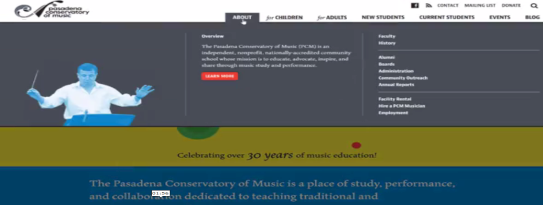 pasadena
conservatory
of music
CONTACT MAILING LIST DONATE
ABOUT for CHILDREN for ADULTS NEW STUDENTS CURRENT STUDENTS EVENTS BLOG
Overview
The Pasadena Conservatory of Music (PCM) is an
independent, nonprofit, nationally-accredited community
school whose mission is to educate, advocate, inspire, and
share through music study and performance.
LEARN MORE
Faculty
History
Alumni
Boards
Administration
Community Outreach
Annual Reports
Facility Rental
Hire a PCM Musician
Employment
Celebrating over 30 years of music education!
The Pasadena Conservatory of Music is a place of study, performance,
and collaboration dedicated to teaching traditional and